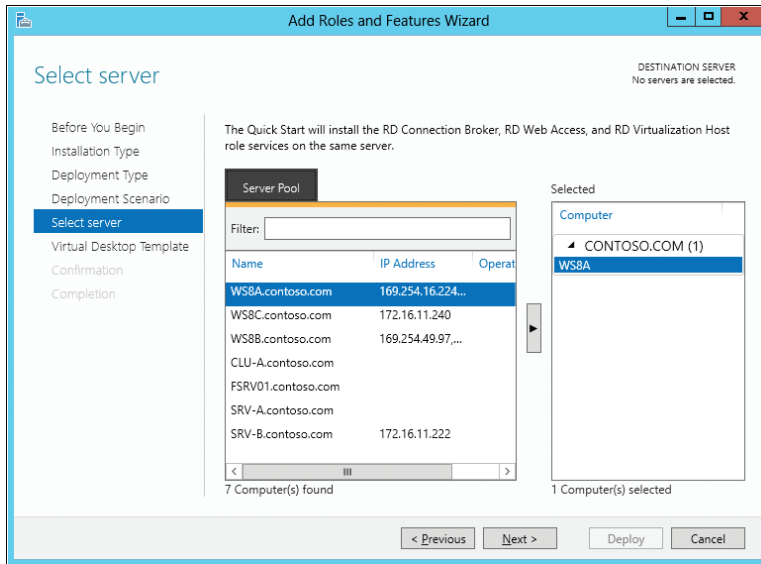 Add Roles and Features Wizard
Select server
DESTINATION SERVER
No servers are selected.
Before You Begin
Installation Type
Deployment Type
Deployment Scenario
Select server
Virtual Desktop Template
Confirmation
Completion
The Quick Start will install the RD Connection Broker, RD Web Access, and RD Virtualization Host
role services on the same server.
Server Pool
Filter:
Name IP Address Operat
WS8A.contoso.com 169.254.16.224...
WS8C.contoso.com 172.16.11.240
WS8B.contoso.com 169.254.49.97,...
CLU-A.contoso.com
FSRV01.contoso.com
SRV-A.contoso.com
SRV-B.contoso.com 172.16.11.222
7 Computer(s) found
Selected
Computer
CONTOSO.COM (1)
WS8A
1 Computer(s) selected
< Previous Next > Deploy Cancel